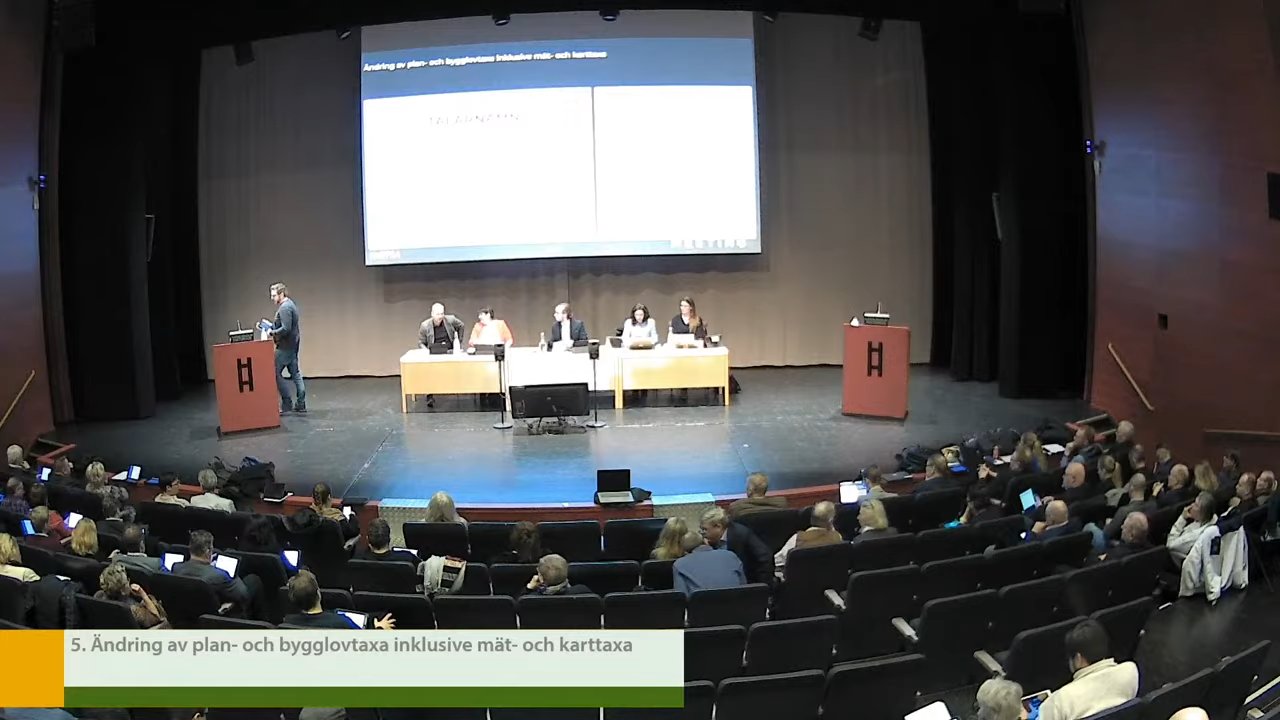 Ändring av plan- och bygglovtaxa inklusive mät- och karttaxa
TALARNAMN
5. Ändring av plan- och bygglovtaxa inklusive mät- och karttaxa